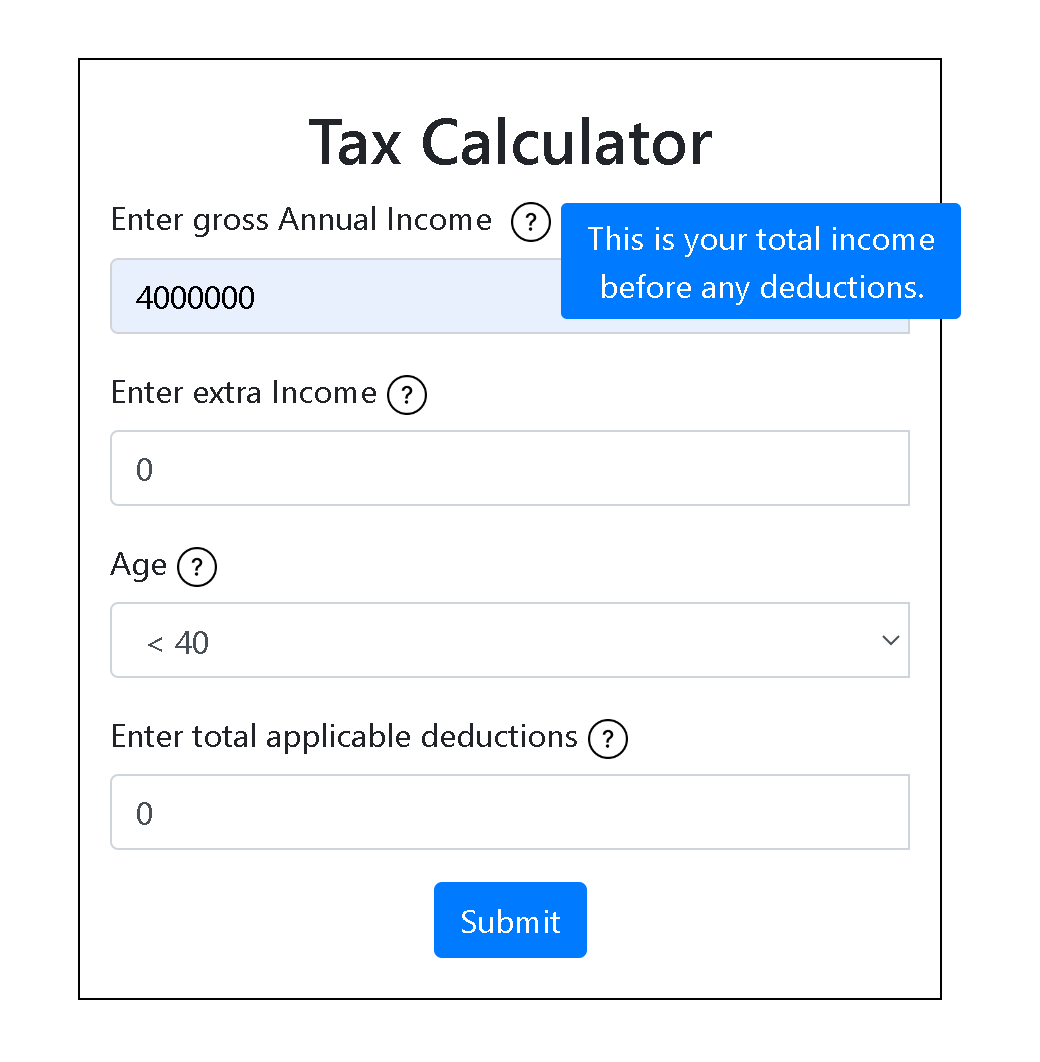 Tax Calculator
Enter gross Annual Income ?
This is your total income
before any deductions.
4000000
Enter extra Income ?
0
Age ?
< 40
Enter total applicable deductions ?
0
Submit